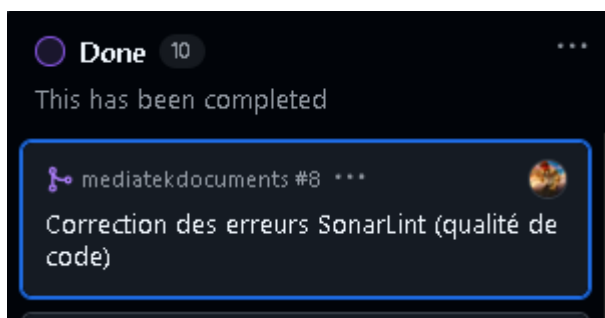 Done 10
This has been completed
mediatekdocuments #8
Correction des erreurs SonarLint (qualité de
code)